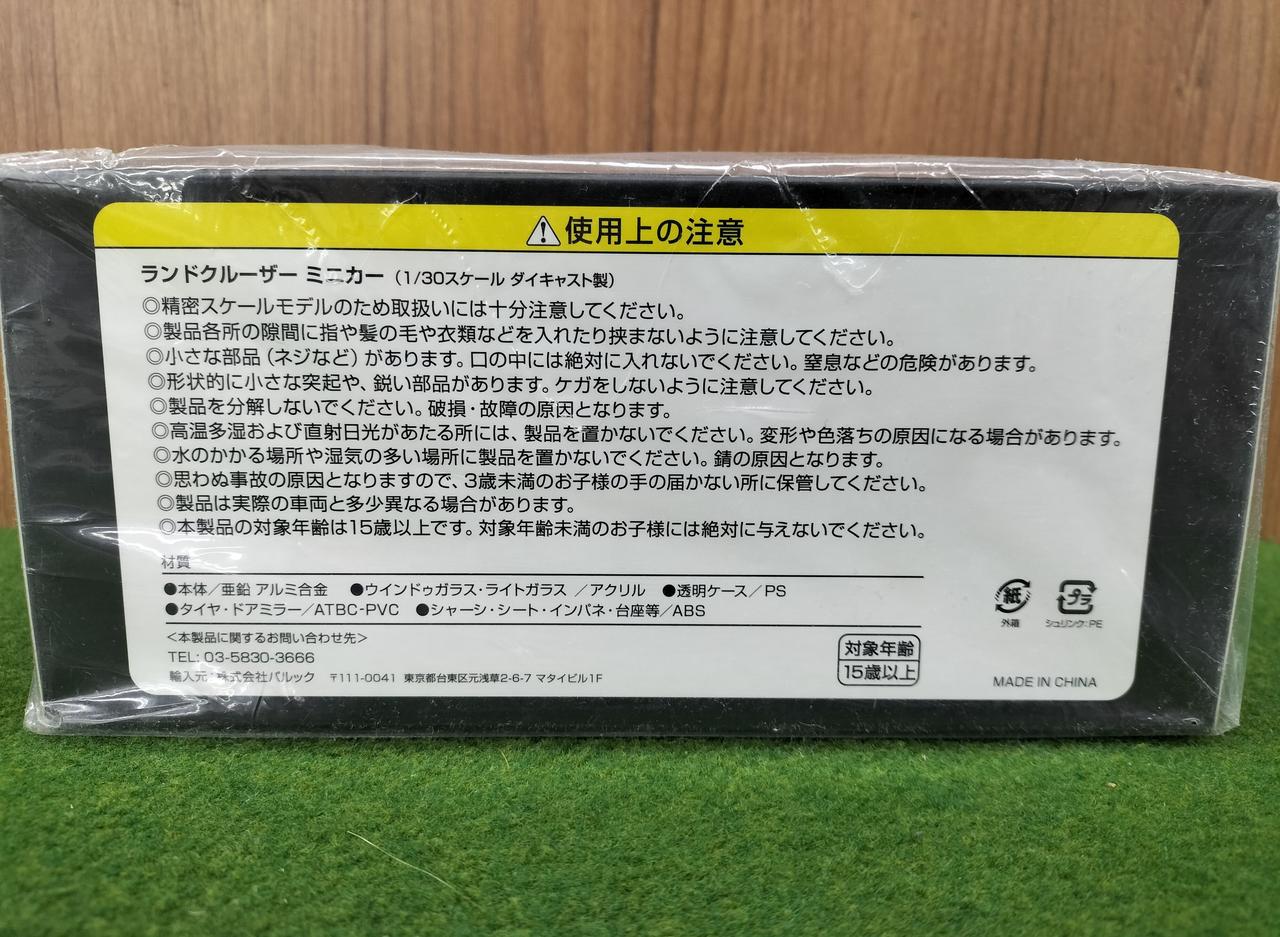 ⚠使用上の注意
ランドクルーザー ミニカー（1/30スケール ダイキャスト製）
◎精密スケールモデルのため取扱いには十分注意してください。
◎製品各所の隙間に指や髪の毛や衣類などを入れたり挟まないように注意してください。
◎小さな部品（ネジなど）があります。口の中には絶対に入れないでください。窒息などの危険があります。
◎形状的に小さな突起や、鋭い部品があります。ケガをしないように注意してください。
◎製品を分解しないでください。破損・故障の原因となります。
◎高温多湿および直射日光があたる所には、製品を置かないでください。変形や色落ちの原因になる場合があります。
◎水のかかる場所や湿気の多い場所に製品を置かないでください。錆の原因となります。
◎思わぬ事故の原因となりますので、3歳未満のお子様の手の届かない所に保管してください。
◎製品は実際の車両と多少異なる場合があります。
◎本製品の対象年齢は15歳以上です。対象年齢未満のお子様には絶対に与えないでください。
材質
●本体／亜鉛 アルミ合金 ●ウインドゥガラス・ライトガラス ／アクリル ●透明ケース／PS
●タイヤ・ドアミラー／ATBC-PVC ●シャーシ・シート・インパネ・台座等／ABS
紙 プラ
外箱 シュリンク:PE
＜本製品に関するお問い合わせ先＞
TEL: 03-5830-3666
輸入元：株式会社バルック 〒111-0041 東京都台東区元浅草2-6-7 マタイビル1F
対象年齢
15歳以上
MADE IN CHINA